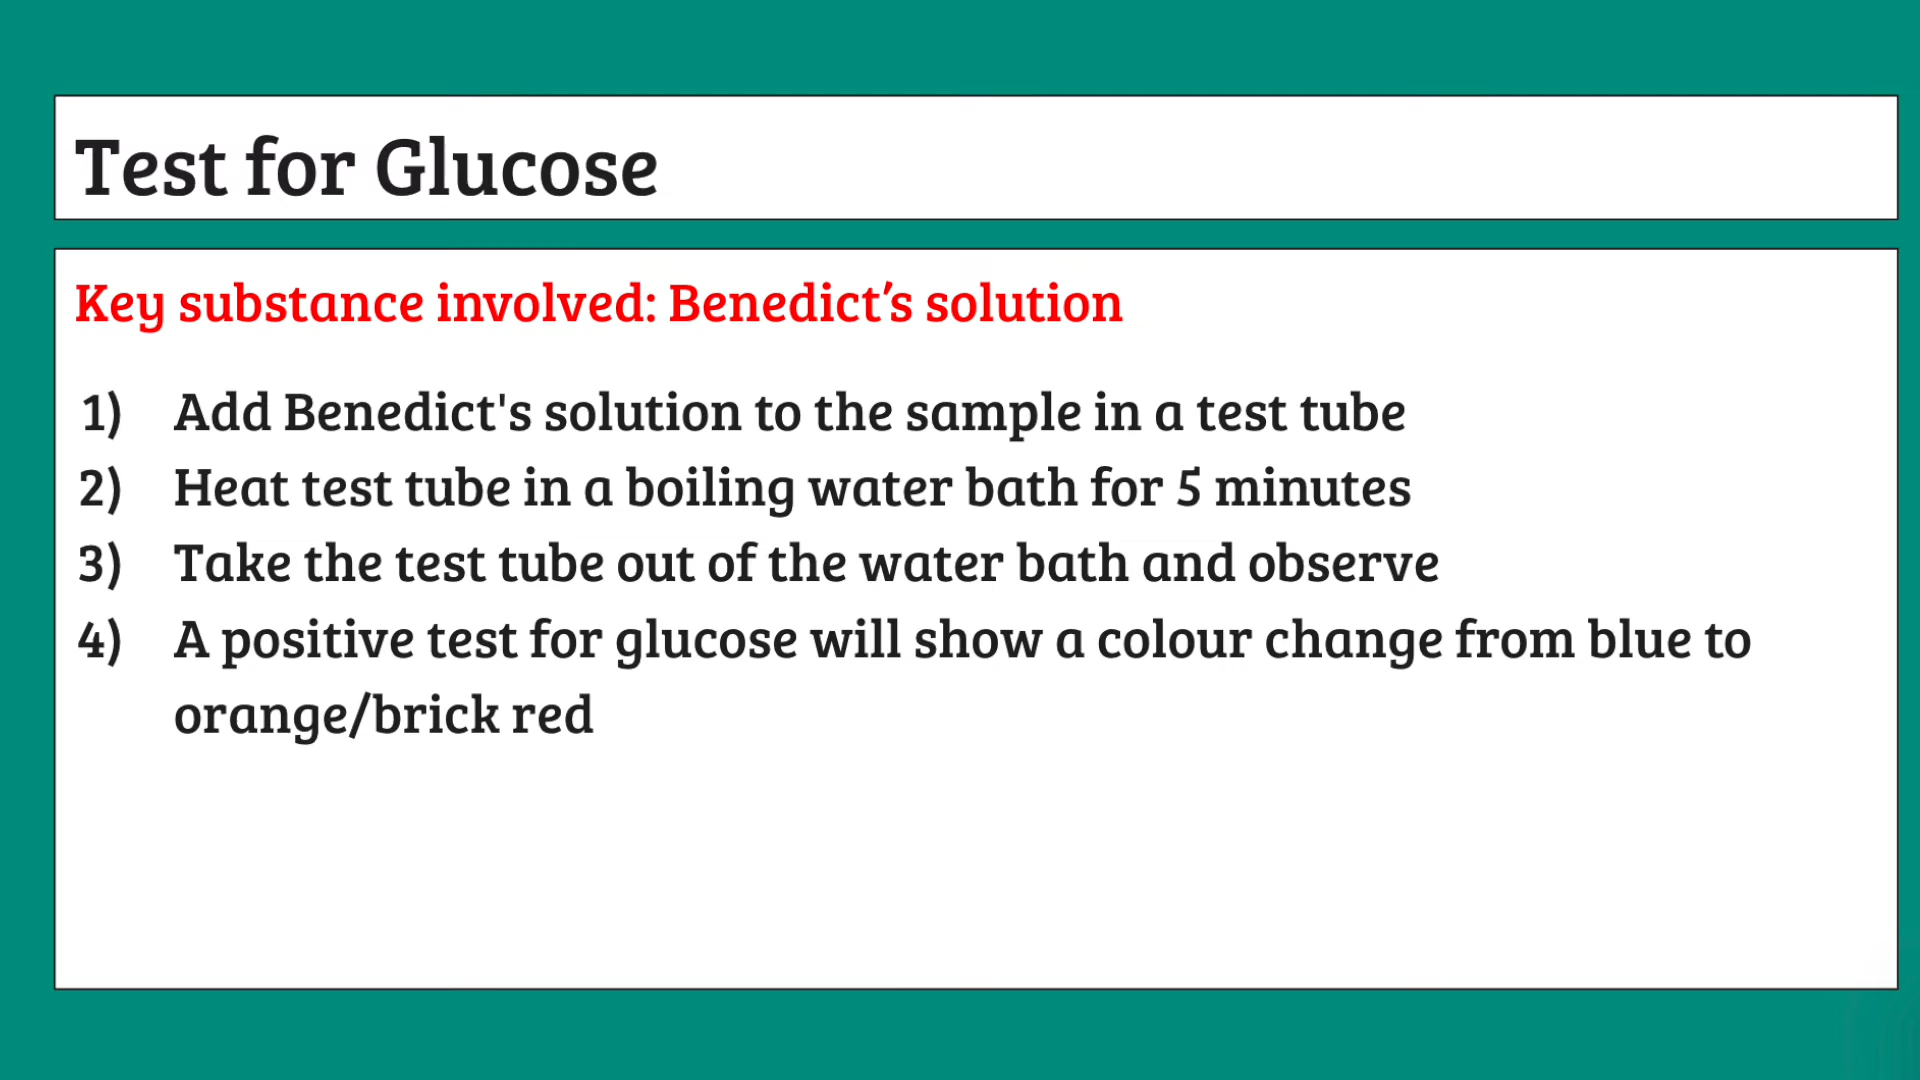 Test for Glucose
Key substance involved: Benedict’s solution
1) Add Benedict's solution to the sample in a test tube
2) Heat test tube in a boiling water bath for 5 minutes
3) Take the test tube out of the water bath and observe
4) A positive test for glucose will show a colour change from blue to
orange/brick red